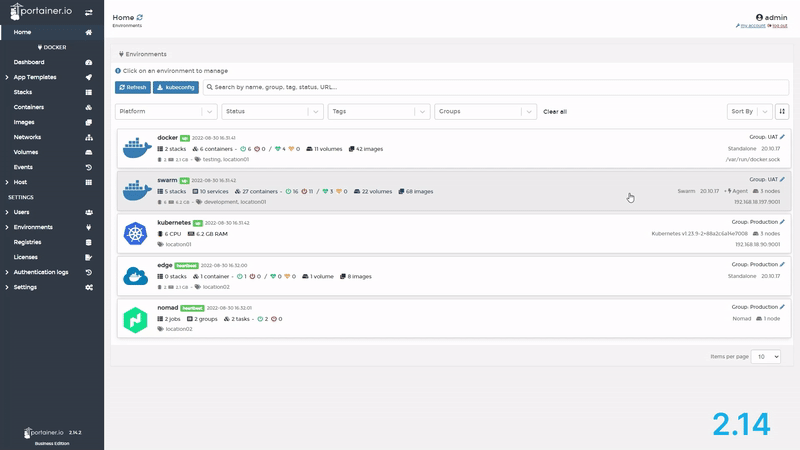 portainer.io
Home
DOCKER
Dashboard
App Templates
Stacks
Containers
Images
Networks
Volumes
Events
Host
SETTINGS
Users
Environments
Registries
Licenses
Authentication logs
Settings
portainer.io 2.14.2
Business Edition
Home
Environments
admin
my account log out
Environments
Click on an environment to manage
Refresh kubeconfig Search by name, group, tag, status, URL...
Platform Status Tags Groups Clear all Sort By
docker up 2022-08-30 16:31:41 Group: UAT
2 stacks 6 containers - 6 0 / 4 0 11 volumes 42 images Standalone 20.10.17
2 2.1 GB - testing, location01 /var/run/docker.sock
swarm up 2022-08-30 16:31:42 Group: UAT
5 stacks 10 services 27 containers - 16 11 / 3 0 22 volumes 68 images Swarm 20.10.17 + Agent 3 nodes
6 6.2 GB - development, location01 192.168.18.197:9001
kubernetes up 2022-08-30 16:31:42 Group: Production
6 CPU 6.2 GB RAM Kubernetes v1.23.9-2+88a2c6a14e7008 3 nodes
location01 192.168.18.90:9001
edge heartbeat 2022-08-30 16:32:00 Group: Production
0 stacks 1 container - 1 0 / 0 0 1 volume 8 images Standalone 20.10.17
2 2.1 GB - location02
nomad heartbeat 2022-08-30 16:32:01 Group: Production
2 jobs 2 groups 2 tasks - 2 0 Nomad 1 node
location02
Items per page 10
2.14